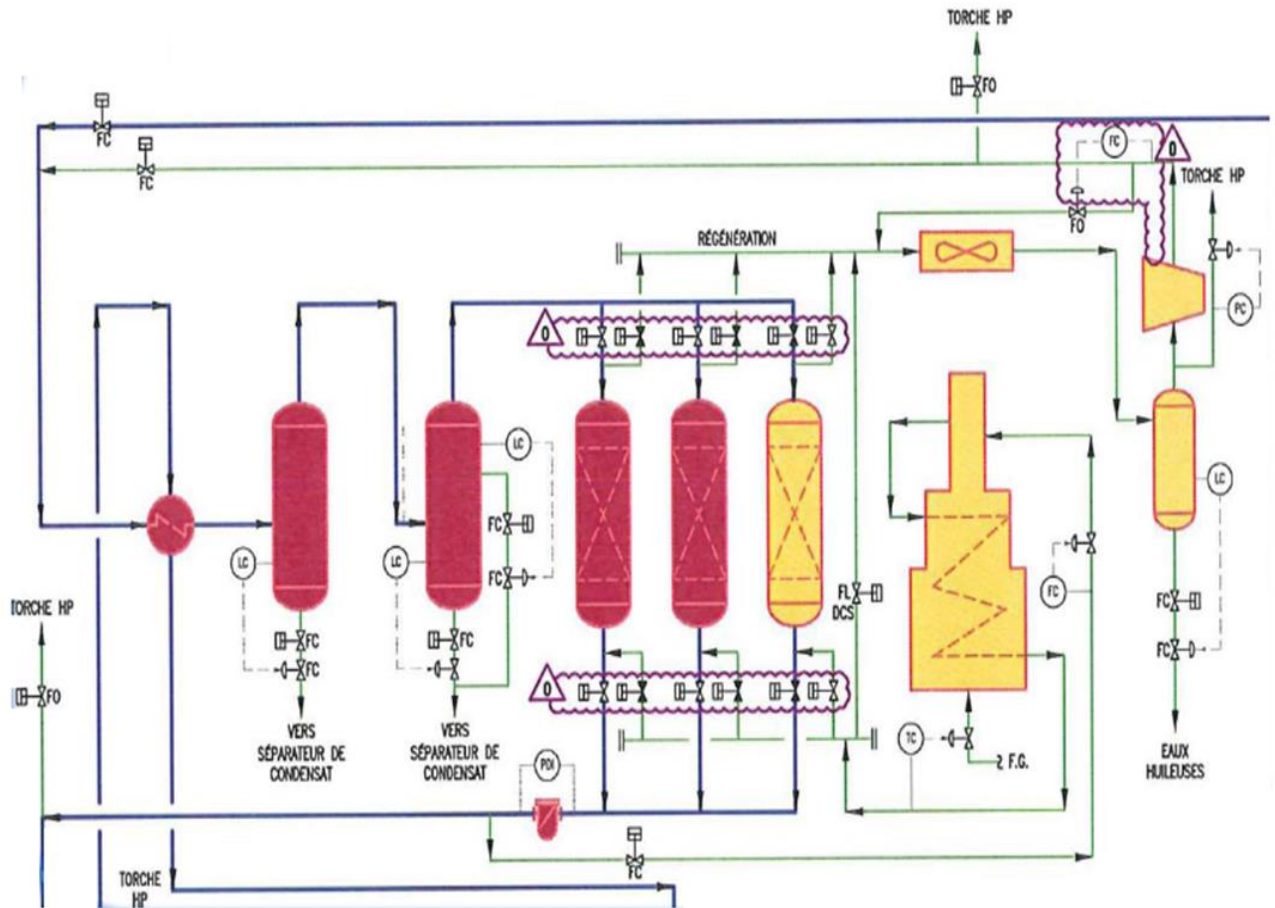 TORCHE HP
FO
FC
FC
FC
0
TORCHE HP
FO
RÉGÉNÉRATION
PC
0
LC
LC
LC
FC
FC
FL
DCS
FC
LC
TORCHE HP
FO
FC
FC
FC
FC
FC
0
VERS
SÉPARATEUR DE
CONDENSAT
VERS
SÉPARATEUR DE
CONDENSAT
TC
F.G.
EAUX
HUILEUSES
PDI
FC
TORCHE
HP